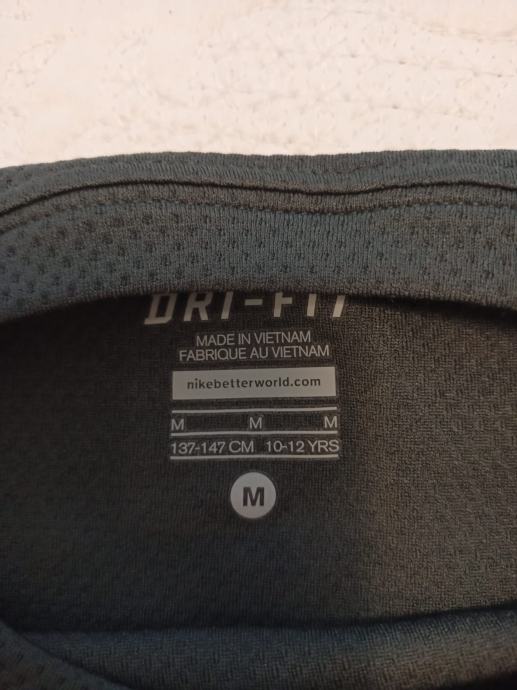 DRI-FIT
MADE IN VIETNAM
FABRIQUE AU VIETNAM
nikebetterworld.com
M M M
137-147 CM 10-12 YRS
M